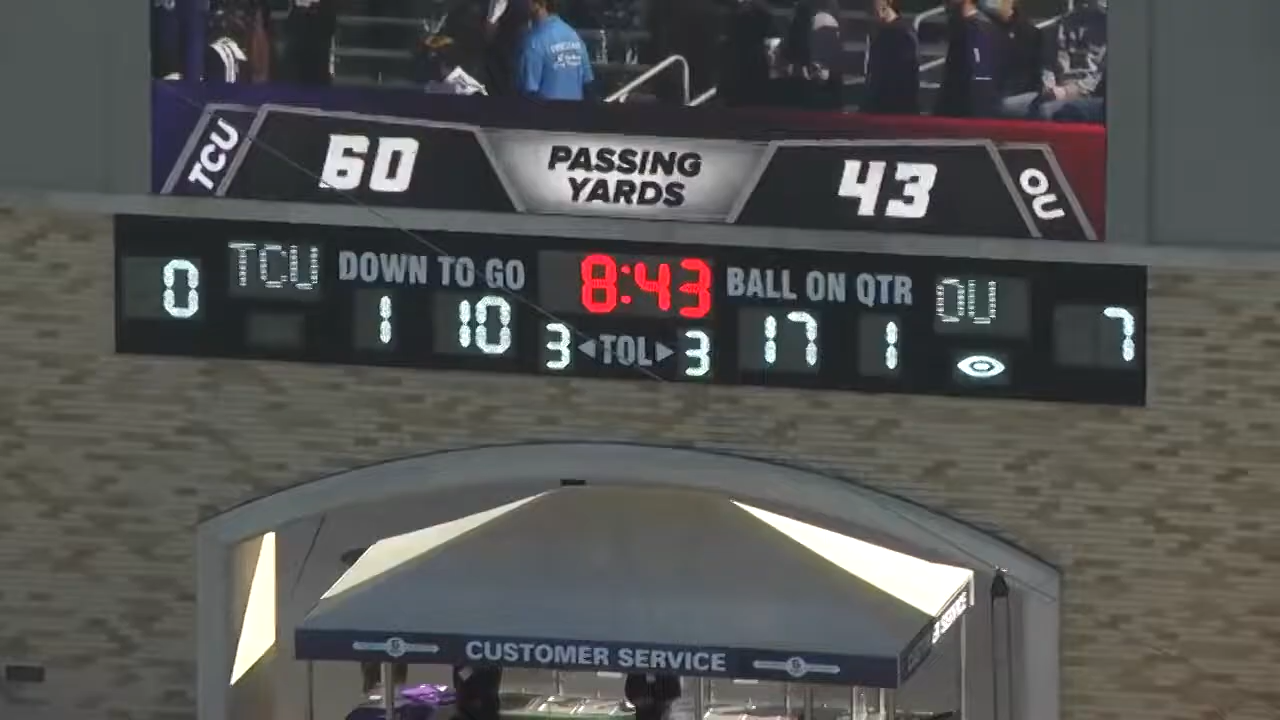 TCU 60 PASSING YARDS 43 OU
0 TCU DOWN TO GO 8:43 BALL ON QTR OU 7
1 10 3 ◀TOL▶ 3 17 1
CUSTOMER SERVICE